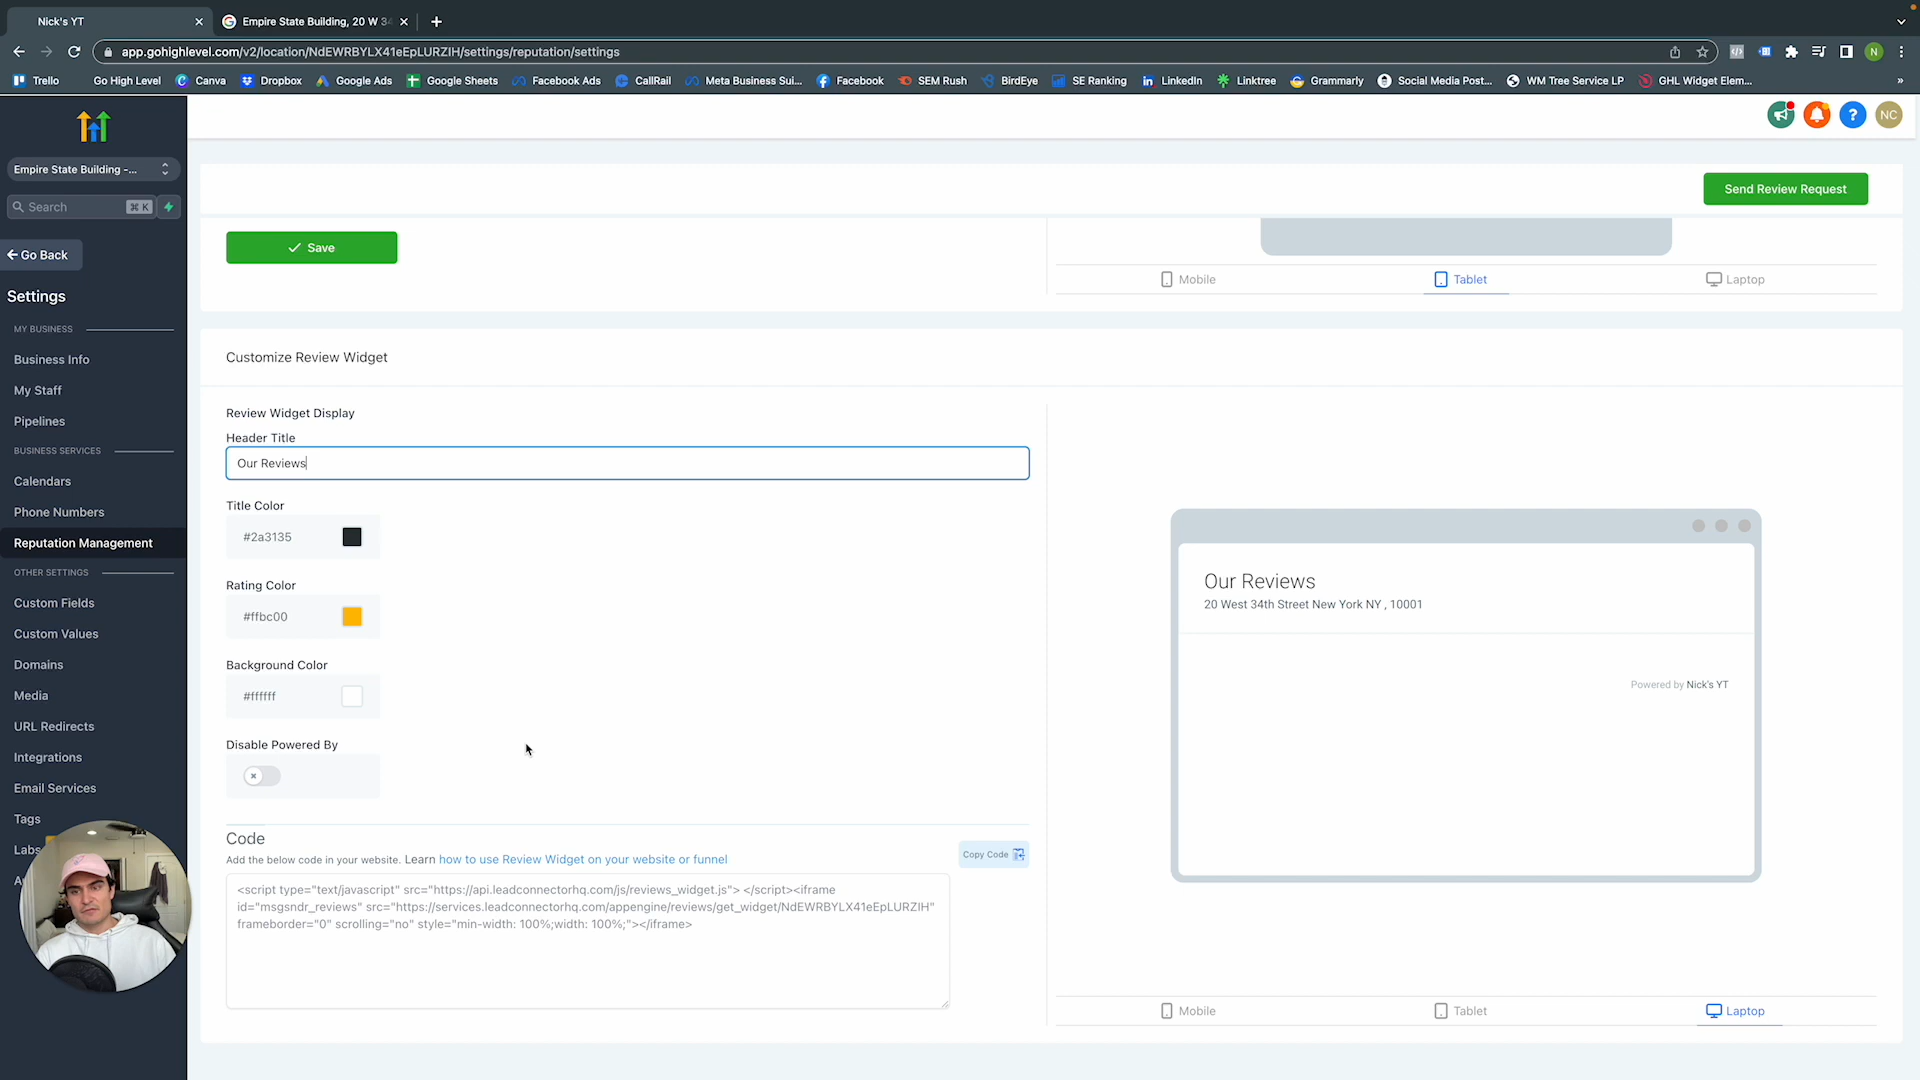 Nick's YT
Empire State Building, 20 W 34
app.gohighlevel.com/v2/location/NdEWRBYLX41eEpLURZIH/settings/reputation/settings
N
Trello
Go High Level
Canva
Dropbox
Google Ads
Google Sheets
Facebook Ads
CallRail
Meta Business Sui...
Facebook
SEM Rush
BirdEye
SE Ranking
LinkedIn
Linktree
Grammarly
Social Media Post...
WM Tree Service LP
GHL Widget Elem...
»
?
NC
Empire State Building -...
Search
⌘ K
Send Review Request
Go Back
Save
Mobile
Tablet
Laptop
Settings
MY BUSINESS
Business Info
My Staff
Pipelines
BUSINESS SERVICES
Calendars
Phone Numbers
Reputation Management
OTHER SETTINGS
Custom Fields
Custom Values
Domains
Media
URL Redirects
Integrations
Email Services
Tags
Labs
Customize Review Widget
Review Widget Display
Header Title
Our Reviews
Title Color
#2a3135
Rating Color
#ffbc00
Background Color
#ffffff
Disable Powered By
Code
Add the below code in your website. Learn how to use Review Widget on your website or funnel
Copy Code
<script type="text/javascript" src="https://api.leadconnectorhq.com/js/reviews_widget.js"> </script><iframe
id="msgsndr_reviews" src="https://services.leadconnectorhq.com/appengine/reviews/get_widget/NdEWRBYLX41eEpLURZIH"
frameborder="0" scrolling="no" style="min-width: 100%;width: 100%;"></iframe>
Our Reviews
20 West 34th Street New York NY , 10001
Powered by Nick's YT
Mobile
Tablet
Laptop